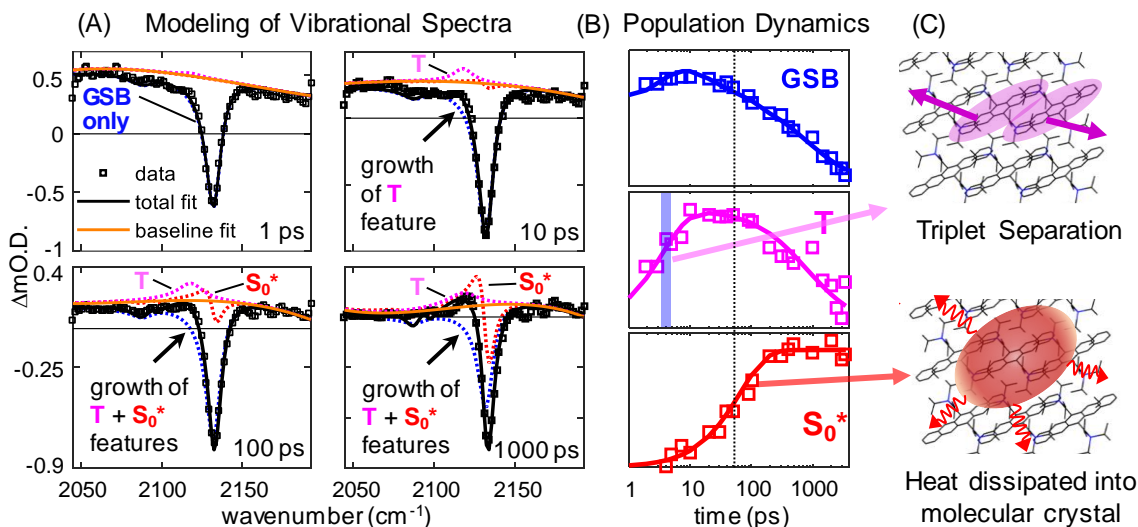 (A) Modeling of Vibrational Spectra
0.5
0
-0.5
-1
GSB
only
data
total fit
baseline fit
1 ps
T
growth
of T
feature
10 ps
ΔmO.D.
0.4
-0.25
-0.9
T
S₀*
growth of
T + S₀*
features
100 ps
T
S₀*
growth of
T + S₀*
features
1000 ps
2050 2100 2150
2050 2100 2150
wavenumber (cm⁻¹)
(B) Population Dynamics
GSB
T
S₀*
1 10 100 1000
time (ps)
(C)
Triplet Separation
Heat dissipated into
molecular crystal